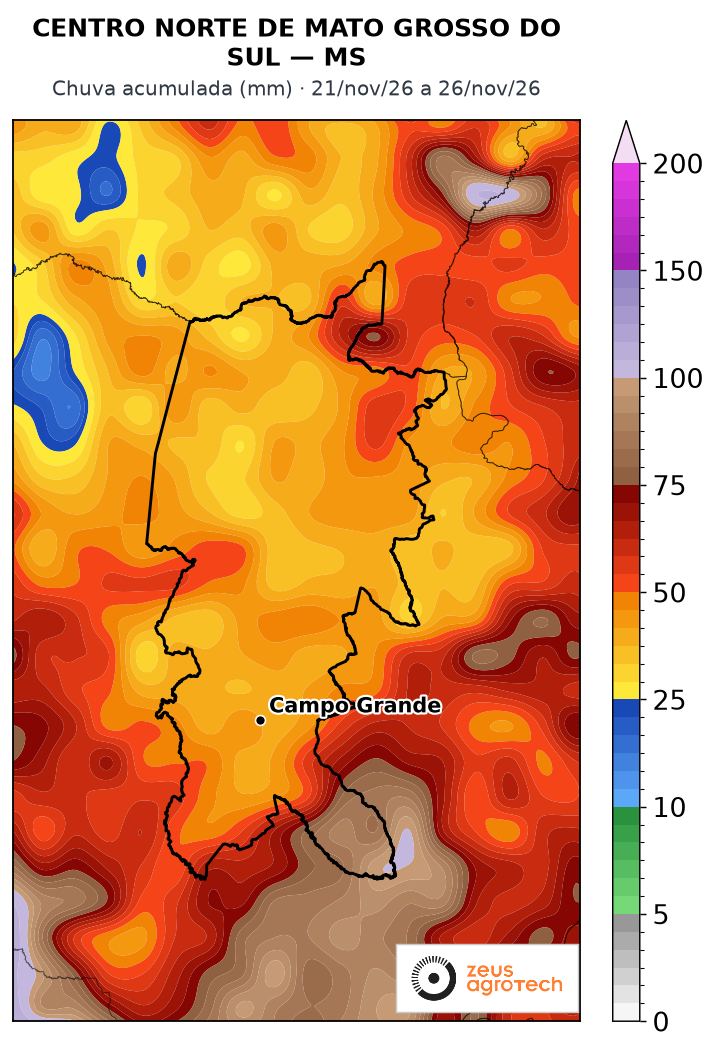 CENTRO NORTE DE MATO GROSSO DO
SUL — MS
Chuva acumulada (mm) · 21/nov/26 a 26/nov/26
200
150
100
75
50
25
10
5
0
Campo Grande
zeus
agrotech